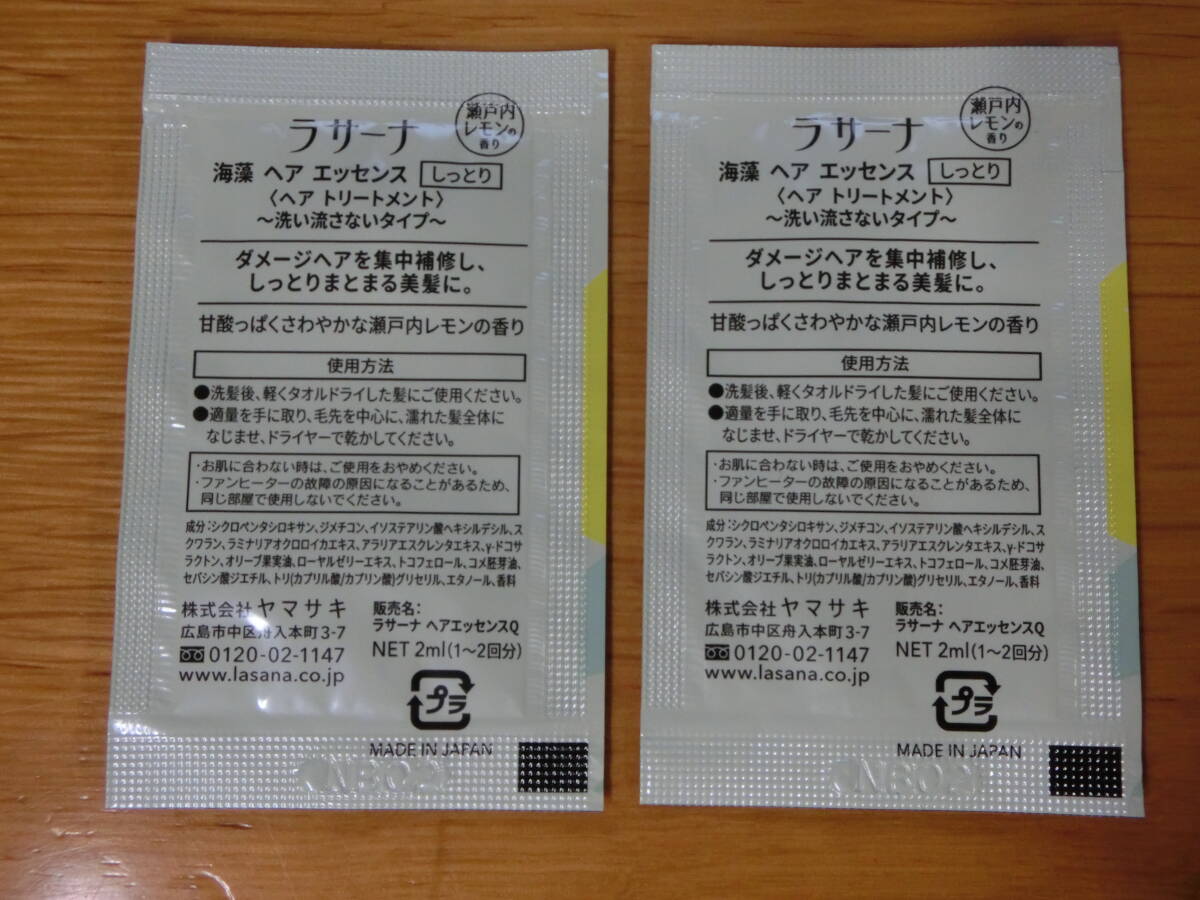 ラサーナ
瀬戸内
レモンの
香り
海藻 ヘア エッセンス しっとり
〈ヘア トリートメント〉
～洗い流さないタイプ～
ダメージヘアを集中補修し、
しっとりまとまる美髪に。
甘酸っぱくさわやかな瀬戸内レモンの香り
使用方法
●洗髪後、軽くタオルドライした髪にご使用ください。
●適量を手に取り、毛先を中心に、濡れた髪全体に
なじませ、ドライヤーで乾かしてください。
・お肌に合わない時は、ご使用をおやめください。
・ファンヒーターの故障の原因になることがあるため、
同じ部屋で使用しないでください。
成分：シクロペンタシロキサン、ジメチコン、イソステアリン酸ヘキシルデシル、ス
クワラン、ラミナリアオクロロイカエキス、アラリアエスクレンタエキス、γ-ドコサ
ラクトン、オリーブ果実油、ローヤルゼリーエキス、トコフェロール、コメ胚芽油、
セバシン酸ジエチル、トリ(カプリル酸/カプリン酸)グリセリル、エタノール、香料
株式会社 ヤマサキ
広島市中区舟入本町3-7
0120-02-1147
www.lasana.co.jp
販売名：
ラサーナ ヘアエッセンスQ
NET 2ml(1～2回分)
プラ
MADE IN JAPAN
ラサーナ
瀬戸内
レモンの
香り
海藻 ヘア エッセンス しっとり
〈ヘア トリートメント〉
～洗い流さないタイプ～
ダメージヘアを集中補修し、
しっとりまとまる美髪に。
甘酸っぱくさわやかな瀬戸内レモンの香り
使用方法
●洗髪後、軽くタオルドライした髪にご使用ください。
●適量を手に取り、毛先を中心に、濡れた髪全体に
なじませ、ドライヤーで乾かしてください。
・お肌に合わない時は、ご使用をおやめください。
・ファンヒーターの故障の原因になることがあるため、
同じ部屋で使用しないでください。
成分：シクロペンタシロキサン、ジメチコン、イソステアリン酸ヘキシルデシル、ス
クワラン、ラミナリアオクロロイカエキス、アラリアエスクレンタエキス、γ-ドコサ
ラクトン、オリーブ果実油、ローヤルゼリーエキス、トコフェロール、コメ胚芽油、
セバシン酸ジエチル、トリ(カプリル酸/カプリン酸)グリセリル、エタノール、香料
株式会社 ヤマサキ
広島市中区舟入本町3-7
0120-02-1147
www.lasana.co.jp
販売名：
ラサーナ ヘアエッセンスQ
NET 2ml(1～2回分)
プラ
MADE IN JAPAN